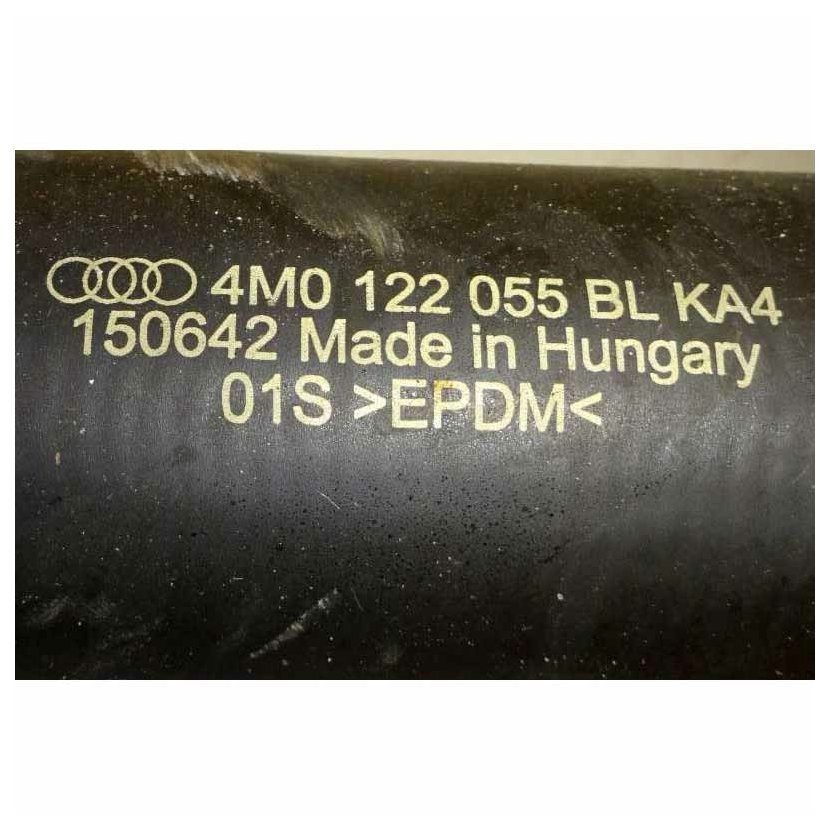 4M0 122 055 BL KA4
150642 Made in Hungary
01S >EPDM<